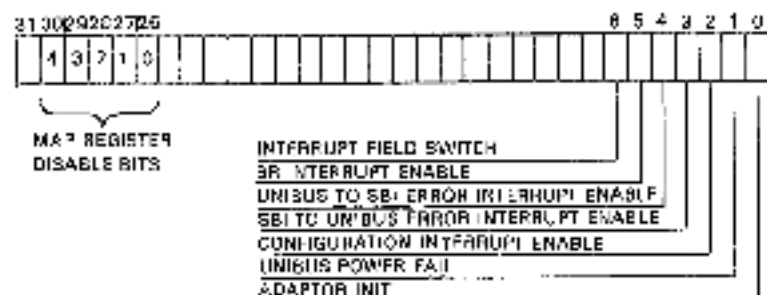 31 30 29 28 27 26 6 5 4 3 2 1 0
4 3 2 1 0
MAP REGISTER
DISABLE BITS
INTERRUPT FIELD SWITCH
BR INTERRUPT ENABLE
UNIBUS TO SBI ERROR INTERRUPT ENABLE
SBI TO UNIBUS ERROR INTERRUPT ENABLE
CONFIGURATION INTERRUPT ENABLE
UNIBUS POWER FAIL
ADAPTOR INIT